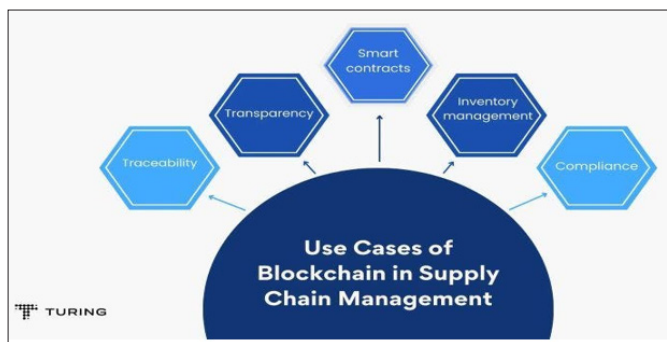 Smart
contracts
Transparency
Inventory
management
Traceability
Compliance
Use Cases of
Blockchain in Supply
Chain Management
TURING